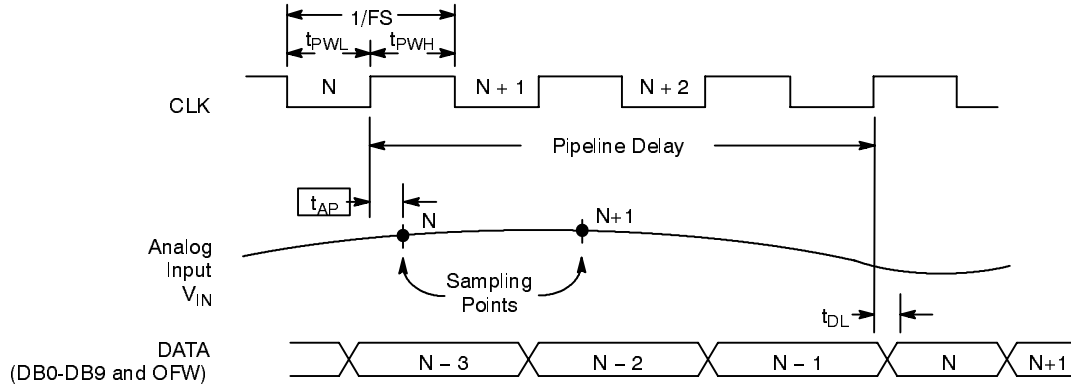 1/FS
tPWL tPWH
CLK
N N + 1 N + 2
Pipeline Delay
tAP
N N+1
Analog
Input
VIN
Sampling
Points
tDL
DATA
(DB0-DB9 and OFW)
N – 3 N – 2 N – 1 N N+1